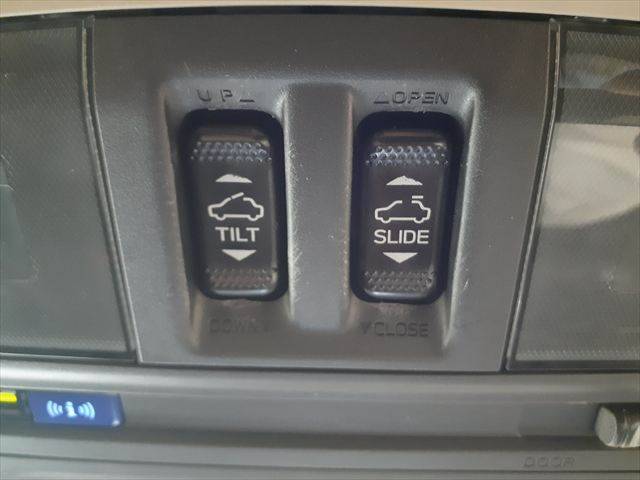 UP
OPEN
TILT
SLIDE
DOWN
CLOSE
i
DOOR